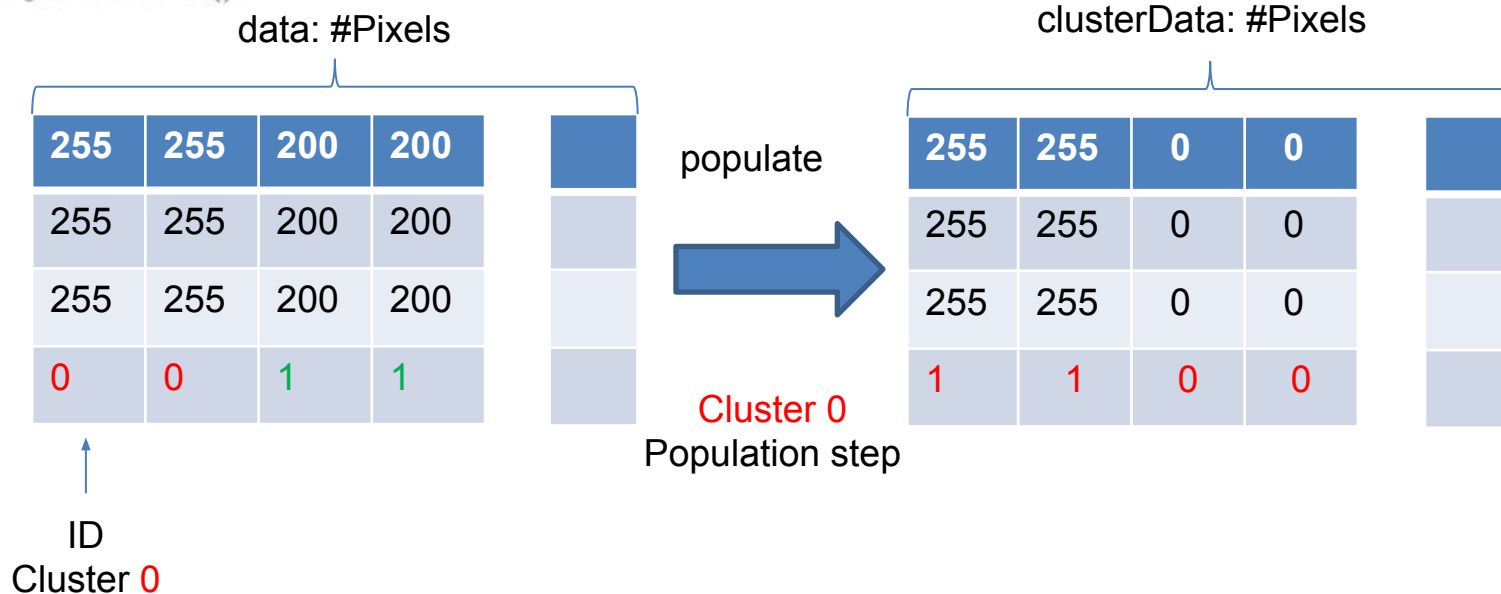 data: #Pixels
clusterData: #Pixels
255 255 200 200
255 255 200 200
255 255 200 200
0 0 1 1
populate
Cluster 0
Population step
255 255 0 0
255 255 0 0
255 255 0 0
1 1 0 0
ID
Cluster 0